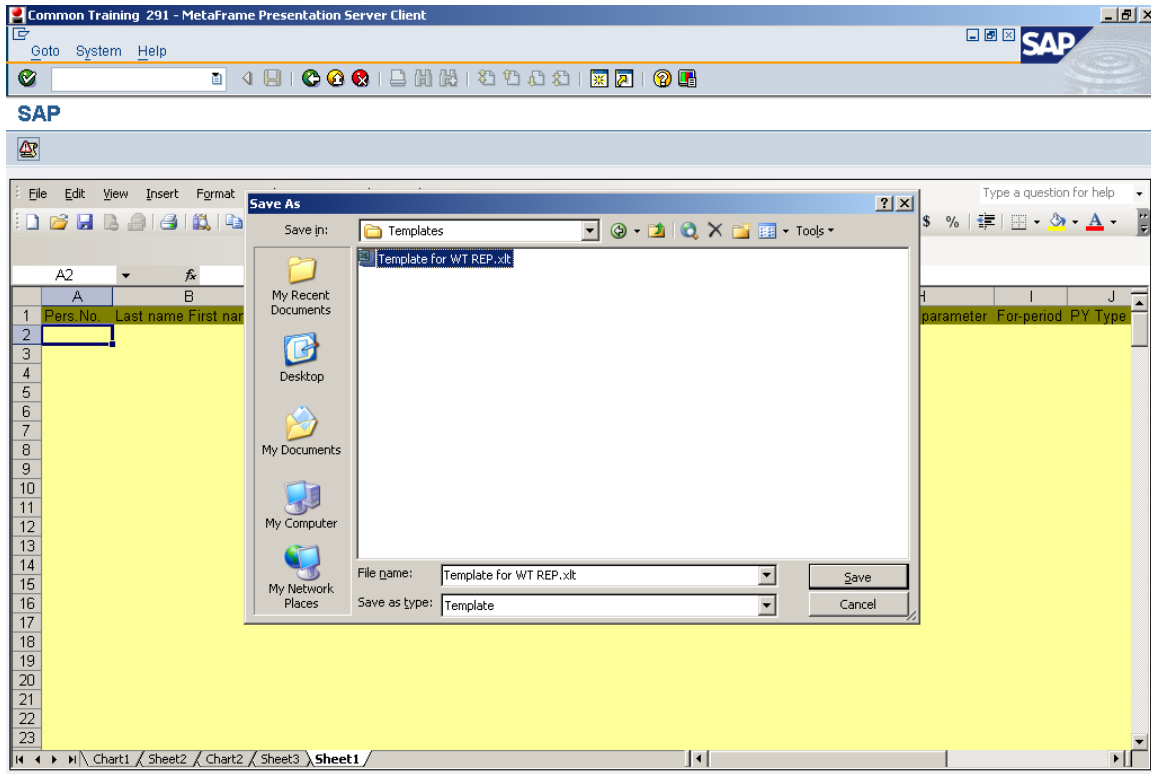 Common Training 291 - MetaFrame Presentation Server Client
Goto System Help
SAP
SAP
File Edit View Insert Format
Type a question for help
Save As
Save in: Templates
Tools
$ %
A2 fx
Template for WT REP.xlt
My Recent Documents
Desktop
My Documents
My Computer
My Network Places
A B H I J
1 Pers.No. Last name First nar parameter For-period PY Type
2
3
4
5
6
7
8
9
10
11
12
13
14
15
16
17
18
19
20
21
22
23
File name: Template for WT REP.xlt Save
Save as type: Template Cancel
Chart1 Sheet2 Chart2 Sheet3 Sheet1